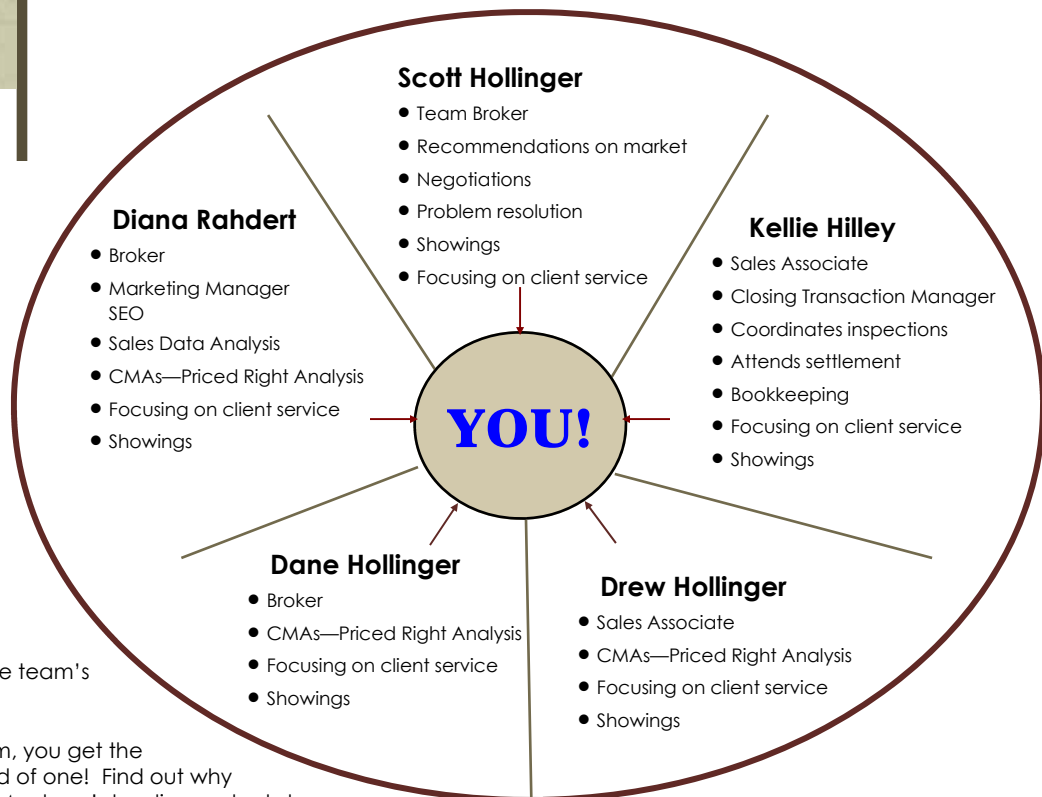 Scott Hollinger
• Team Broker
• Recommendations on market
• Negotiations
• Problem resolution
• Showings
• Focusing on client service
Diana Rahdert
• Broker
• Marketing Manager
SEO
• Sales Data Analysis
• CMAs—Priced Right Analysis
• Focusing on client service
• Showings
Kellie Hilley
• Sales Associate
• Closing Transaction Manager
• Coordinates inspections
• Attends settlement
• Bookkeeping
• Focusing on client service
• Showings
YOU!
Dane Hollinger
• Broker
• CMAs—Priced Right Analysis
• Focusing on client service
• Showings
Drew Hollinger
• Sales Associate
• CMAs—Priced Right Analysis
• Focusing on client service
• Showings
team’s
you get the
of one! Find out why